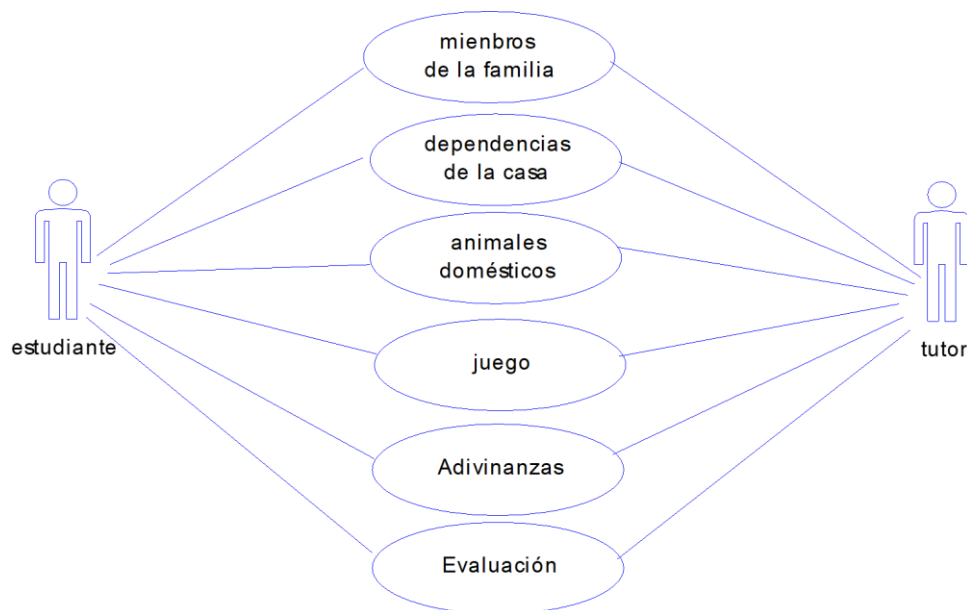 mienbros
de la familia
dependencias
de la casa
animales
domésticos
estudiante
juego
tutor
Adivinanzas
Evaluación